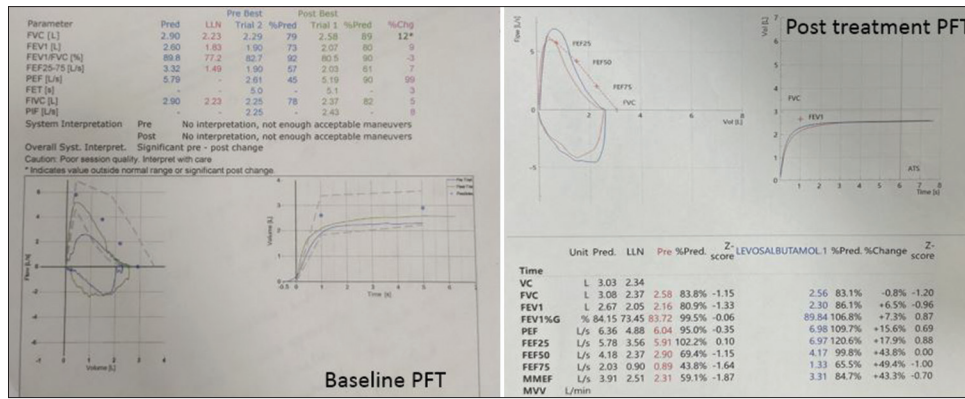 Pre Best Post Best
Parameter Pred LLN Trial 2 %Pred Trial 1 %Pred %Chg
FVC [L] 2.90 2.23 2.29 79 2.58 89 12*
FEV1 [L] 2.60 1.83 1.90 73 2.07 80 9
FEV1/FVC [%] 89.8 77.2 82.7 92 80.5 90 -3
FEF25-75 [L/s] 3.32 1.49 1.90 57 2.03 61 7
PEF [L/s] 5.79 - 2.61 45 5.19 90 99
FET [s] - - 5.0 - 5.1 - 3
FIVC [L] 2.90 2.23 2.25 78 2.37 82 5
PIF [L/s] - - 2.25 - 2.43 - 8
System Interpretation Pre No interpretation, not enough acceptable maneuvers
Post No interpretation, not enough acceptable maneuvers
Overall Syst. Interpret. Significant pre - post change
Caution: Poor session quality. Interpret with care
* Indicates value outside normal range or significant post change
Flow [L/s]
Volume [L]
Volume [L]
Time [s]
Baseline PFT
Post treatment PFT
Flow [L/s]
FEF25
FEF50
FEF75
FVC
Vol [L]
Vol [L]
FVC
FEV1
ATS
Time [s]
Unit Pred. LLN Pre %Pred. Z-score LEVOSALBUTAMOL.1 %Pred. %Change Z-score
Time
VC L 3.03 2.34
FVC L 3.08 2.37 2.58 83.8% -1.15 2.56 83.1% -0.8% -1.20
FEV1 L 2.67 2.05 2.16 80.9% -1.33 2.30 86.1% +6.5% -0.96
FEV1%G % 84.15 73.45 83.72 99.5% -0.06 89.84 106.8% +7.3% 0.87
PEF L/s 6.36 4.88 6.04 95.0% -0.35 6.98 109.7% +15.6% 0.69
FEF25 L/s 5.78 3.56 5.91 102.2% 0.10 6.97 120.6% +17.9% 0.88
FEF50 L/s 4.18 2.37 2.90 69.4% -1.15 4.17 99.8% +43.8% 0.00
FEF75 L/s 2.03 0.90 0.89 43.8% -1.64 1.33 65.5% +49.4% -1.00
MMEF L/s 3.91 2.51 2.31 59.1% -1.87 3.31 84.7% +43.3% -0.70
MVV L/min